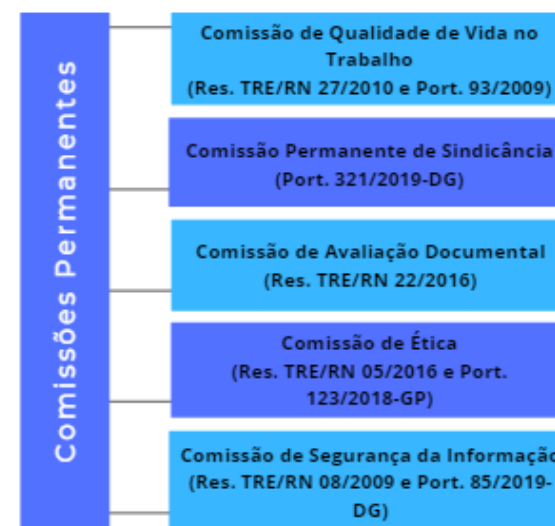 Comissões Permanentes
Comissão de Qualidade de Vida no
Trabalho
(Res. TRE/RN 27/2010 e Port. 93/2009)
Comissão Permanente de Sindicância
(Port. 321/2019-DG)
Comissão de Avaliação Documental
(Res. TRE/RN 22/2016)
Comissão de Ética
(Res. TRE/RN 05/2016 e Port.
123/2018-GP)
Comissão de Segurança da Informação
(Res. TRE/RN 08/2009 e Port. 85/2019-
DG)